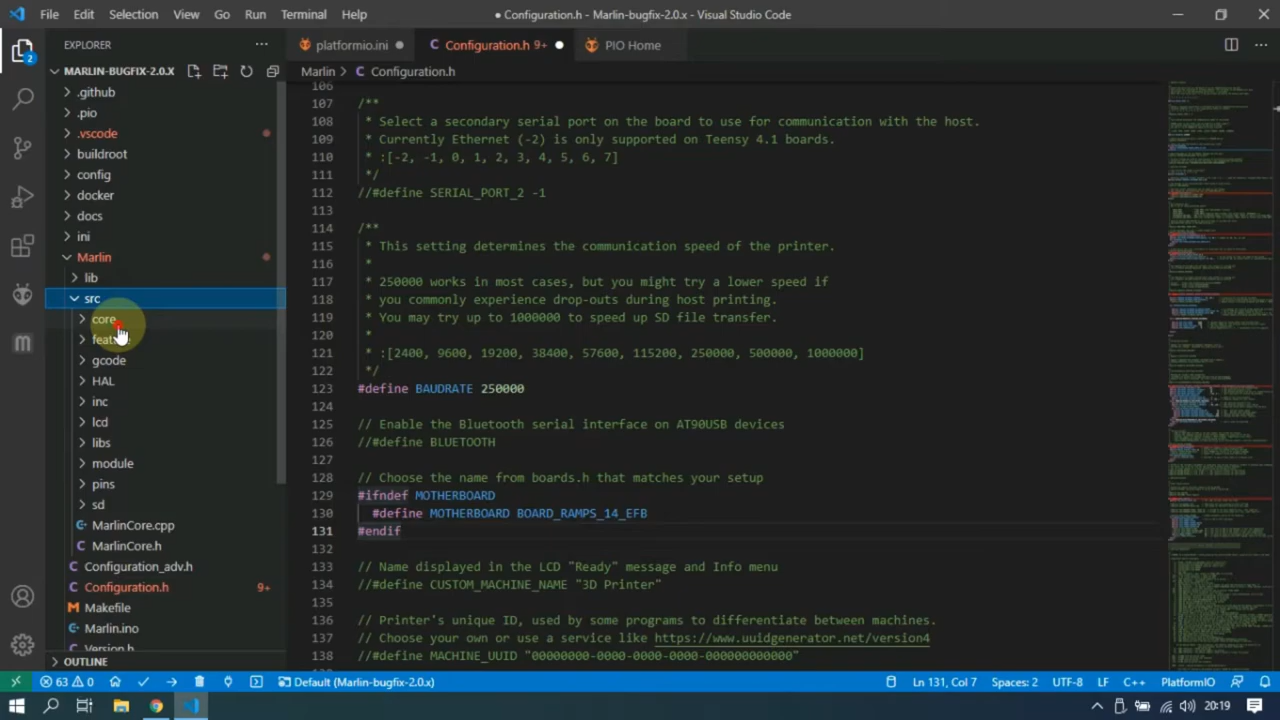 File Edit Selection View Go Run Terminal Help
● Configuration.h - Marlin-bugfix-2.0.x - Visual Studio Code
EXPLORER
platformio.ini
Configuration.h 9+
PIO Home
2
MARLIN-BUGFIX-2.0.X
Marlin > C Configuration.h
.github
.pio
.vscode
buildroot
config
docker
docs
ini
Marlin
lib
src
core
gcode
HAL
inc
lcd
libs
module
pins
sd
MarlinCore.cpp
C MarlinCore.h
C Configuration_adv.h
C Configuration.h 9+
M Makefile
Marlin.ino
C Version.h
OUTLINE
106
107 /**
108 * Select a secondary serial port on the board to use for communication with the host.
109 * Currently Ethernet (-2) is only supported on Teensy 4.1 boards.
110 * :[-2, -1, 0, 1, 2, 3, 4, 5, 6, 7]
111 */
112 //#define SERIAL_PORT_2 -1
113
114 /**
115 * This setting determines the communication speed of the printer.
116 *
117 * 250000 works in most cases, but you might try a lower speed if
118 * you commonly experience drop-outs during host printing.
119 * You may try up to 1000000 to speed up SD file transfer.
120 *
121 * :[2400, 9600, 19200, 38400, 57600, 115200, 250000, 500000, 1000000]
122 */
123 #define BAUDRATE 250000
124
125 // Enable the Bluetooth serial interface on AT90USB devices
126 //#define BLUETOOTH
127
128 // Choose the name from boards.h that matches your setup
129 #ifndef MOTHERBOARD
130 #define MOTHERBOARD BOARD_RAMPS_14_EFB
131 #endif
132
133 // Name displayed in the LCD "Ready" message and Info menu
134 //#define CUSTOM_MACHINE_NAME "3D Printer"
135
136 // Printer's unique ID, used by some programs to differentiate between machines.
137 // Choose your own or use a service like https://www.uuidgenerator.net/version4
138 //#define MACHINE_UUID "00000000-0000-0000-0000-000000000000"
63 0
Default (Marlin-bugfix-2.0.x)
Ln 131, Col 7 Spaces: 2 UTF-8 LF C++ PlatformIO
20:19